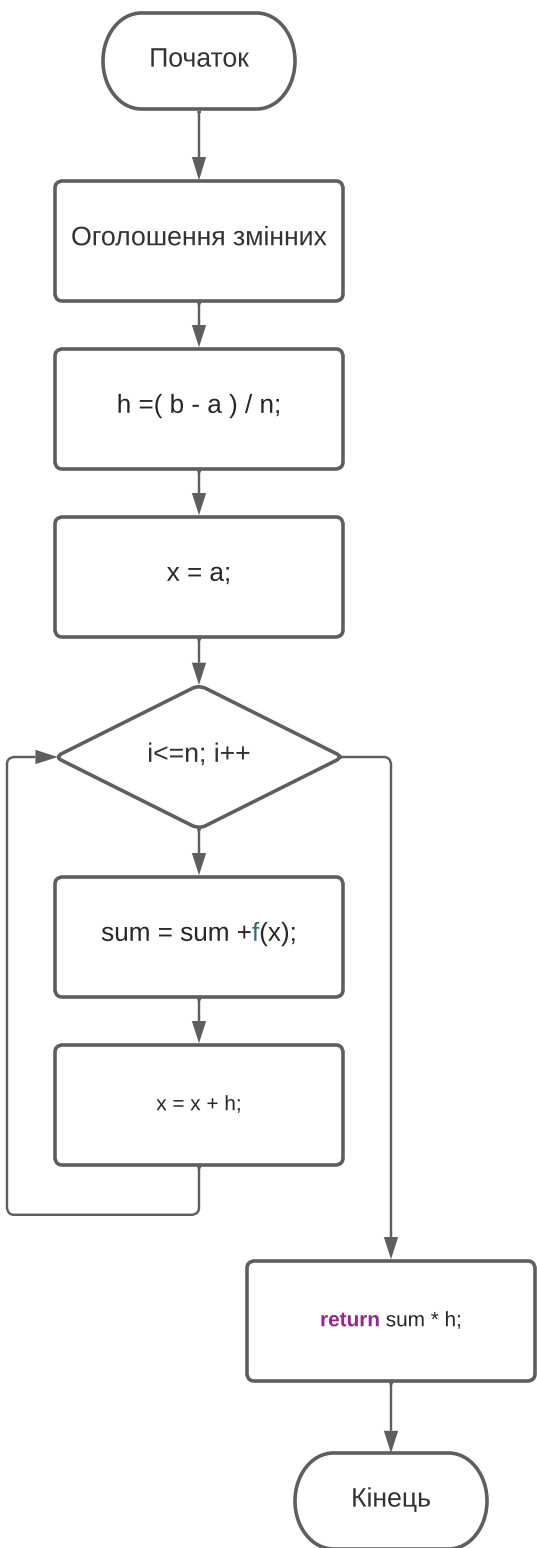 Початок
Оголошення змінних
h =( b - a ) / n;
x = a;
i<=n; i++
sum = sum +f(x);
x = x + h;
return sum * h;
Кінець